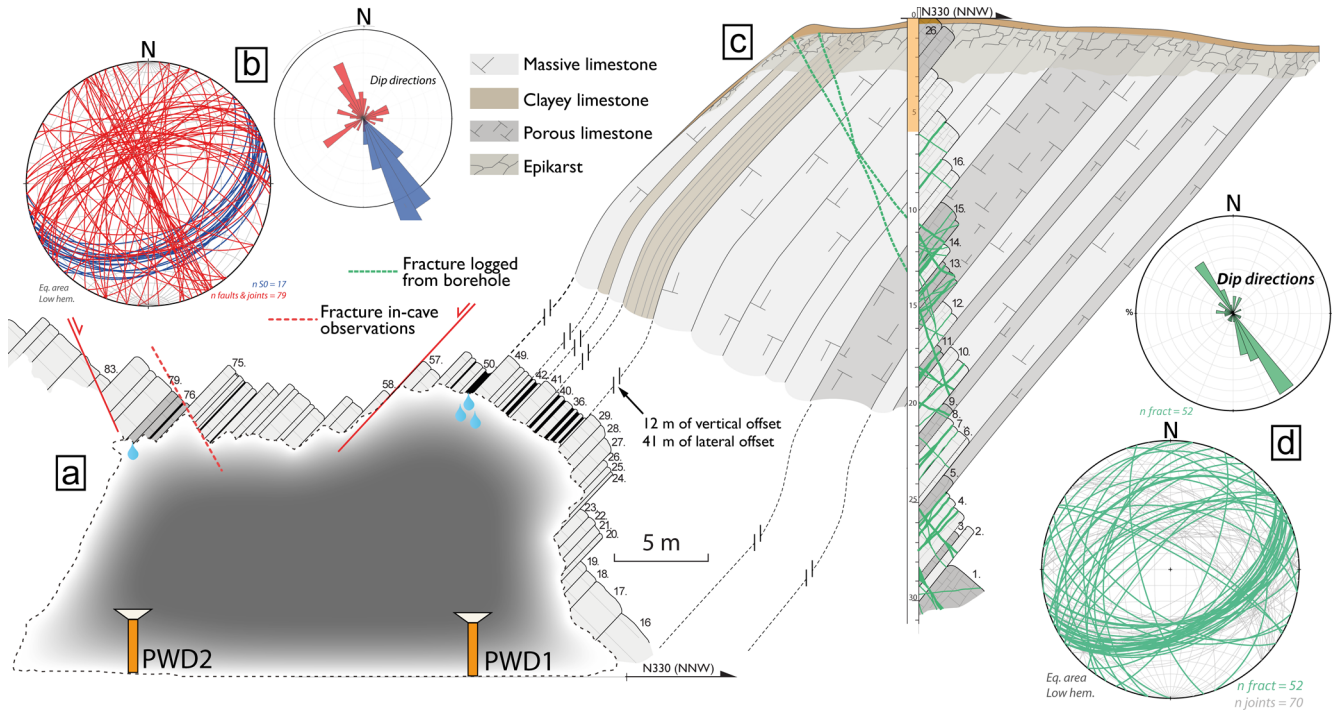 b
N
Dip directions
Eq. area
Low hem.
n S0 = 17
n faults & joints = 79
Massive limestone
Clayey limestone
Porous limestone
Epikarst
Fracture logged
from borehole
Fracture in-cave
observations
a
83.
79.
76.
75.
58.
57.
50.
49.
42.
41.
40.
36.
29.
28.
27.
26.
25.
24.
23.
22.
21.
20.
19.
18.
17.
16
12 m of vertical offset
41 m of lateral offset
5 m
PWD2
PWD1
N330 (NNW)
c
N330 (NNW)
0
5
10
15
20
25
30
26.
16.
15.
14.
13.
12.
11.
10.
9.
8.
7.
6.
5.
4.
3.
2.
1.
N
Dip directions
%
n fract = 52
d
N
Eq. area
Low hem.
n fract = 52
n joints = 70